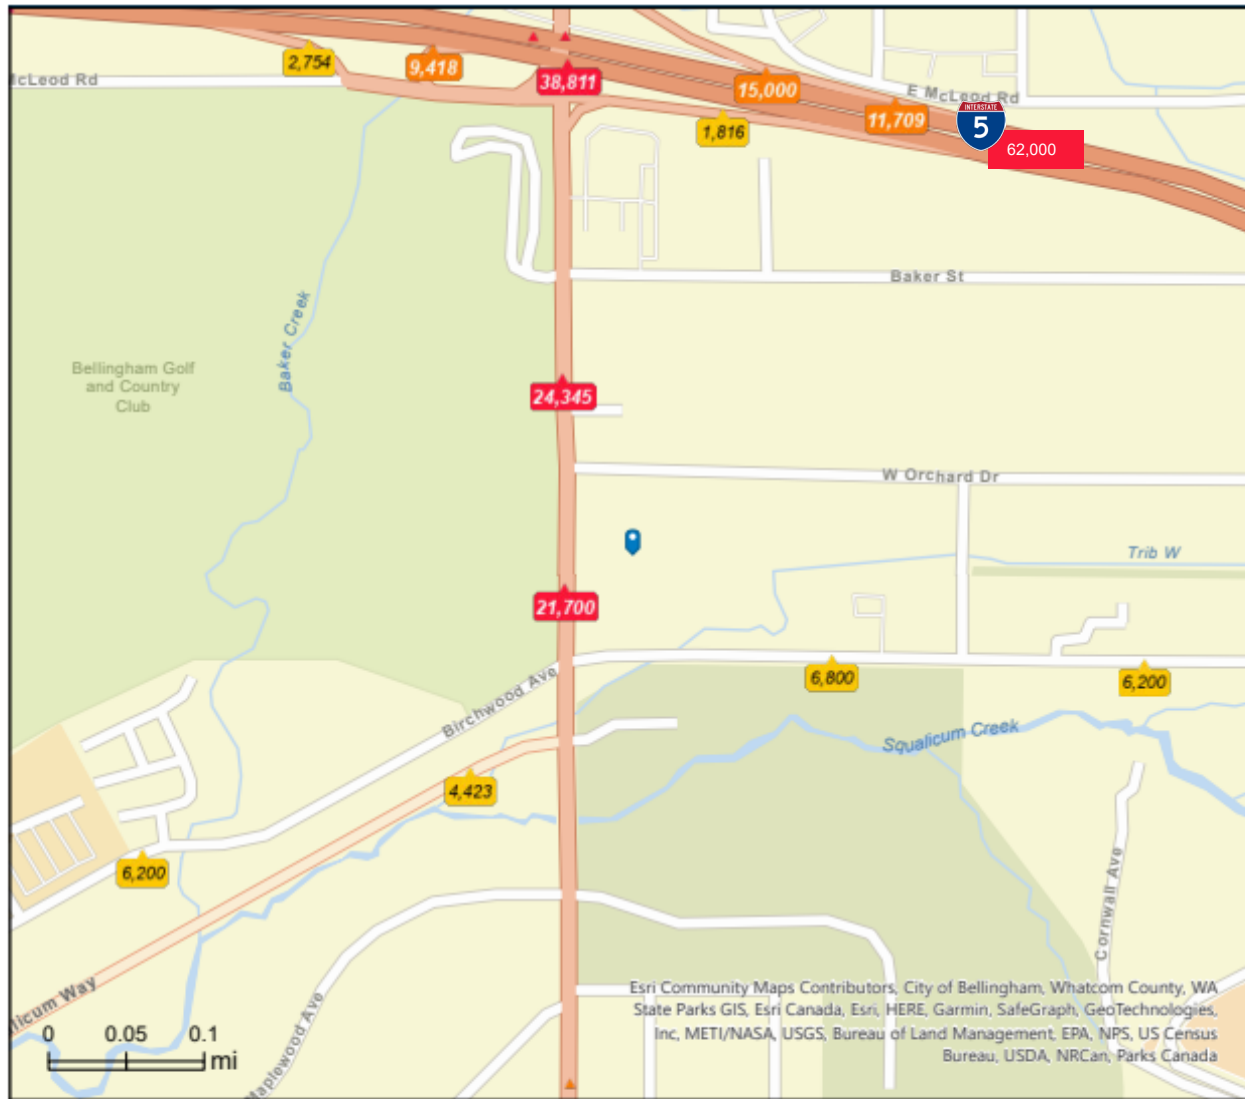 2,754
9,418
38,811
15,000
11,709
1,816
INTERSTATE
5
62,000
McLeod Rd
E McLeod Rd
Baker St
Baker Creek
Bellingham Golf
and Country
Club
24,345
W Orchard Dr
Trib W
21,700
Birchwood Ave
6,800
6,200
Squalicum Creek
4,423
6,200
Cornwall Ave
licum Way
Maplewood Ave
0 0.05 0.1
mi
Esri Community Maps Contributors, City of Bellingham, Whatcom County, WA
State Parks GIS, Esri Canada, Esri, HERE, Garmin, SafeGraph, GeoTechnologies,
Inc, METI/NASA, USGS, Bureau of Land Management, EPA, NPS, US Census
Bureau, USDA, NRCan, Parks Canada